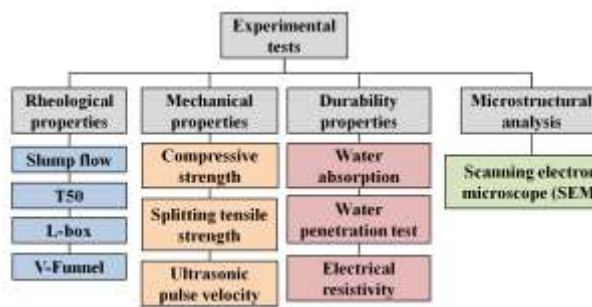 Experimental
tests
Rheological
properties
Mechanical
properties
Durability
properties
Microstructural
analysis
Slump flow
T50
L-box
V-Funnel
Compressive
strength
Splitting tensile
strength
Ultrasonic
pulse velocity
Water
absorption
Water
penetration test
Electrical
resistivity
Scanning electron
microscope (SEM